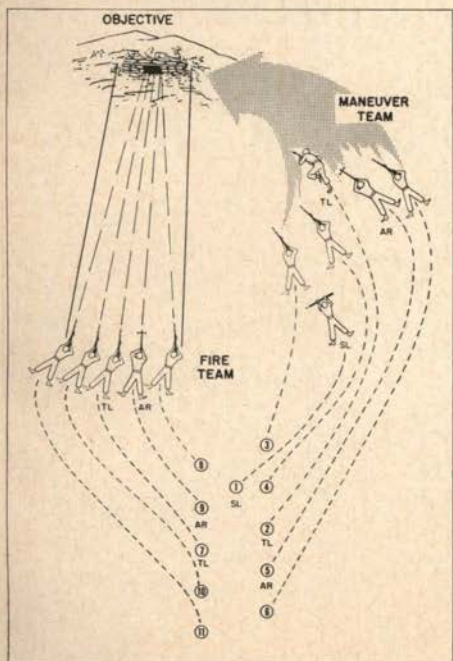 OBJECTIVE
MANEUVER
TEAM
TL
AR
SL
FIRE
TEAM
TL
AR
3
8
1
4
SL
9
AR
2
TL
7
TL
5
AR
10
6
11